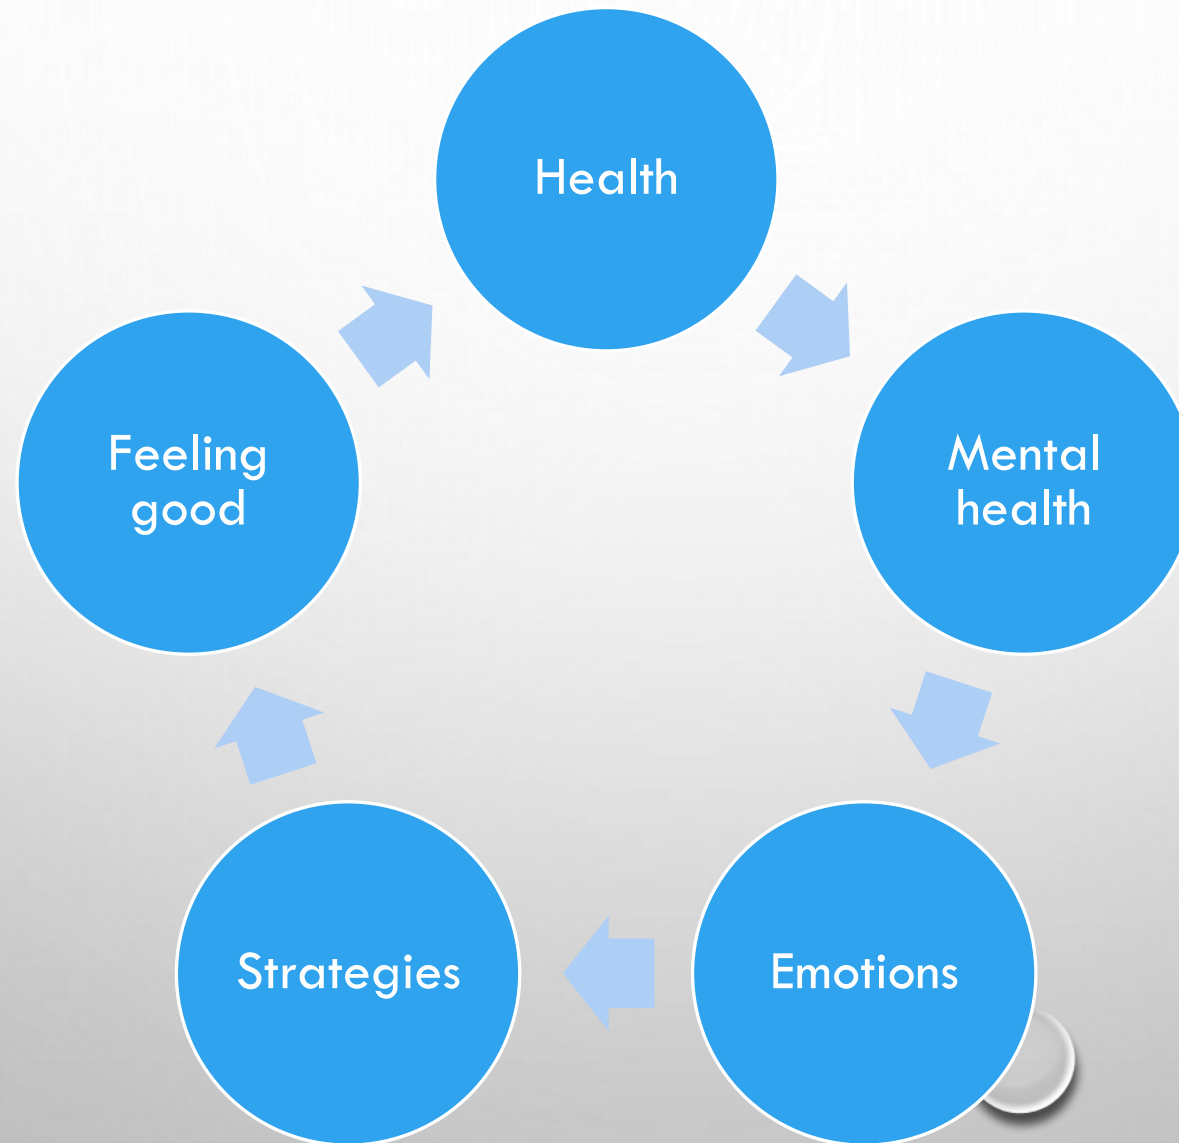 Health
Mental
health
Emotions
Strategies
Feeling
good